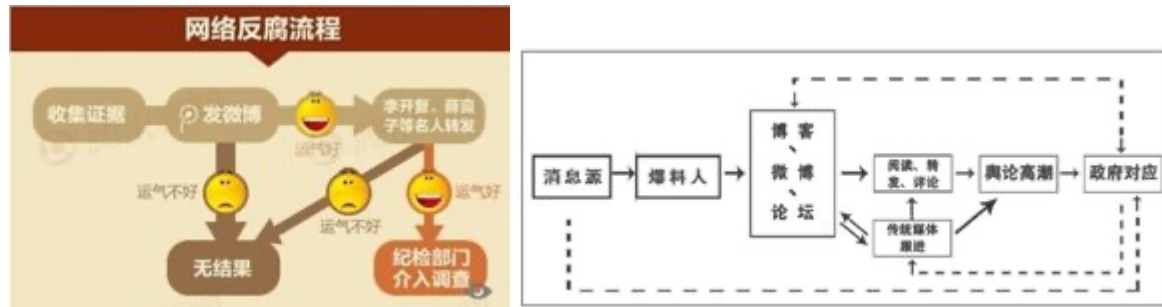 网络反腐流程
收集证据
发微博
李开复、薛蛮
子等名人转发
运气好
运气不好
运气不好
运气好
无结果
纪检部门
介入调查
消息源
爆料人
博客、
微博、
论坛
阅读、转
发、评论
传统媒体
跟进
舆论高潮
政府对应